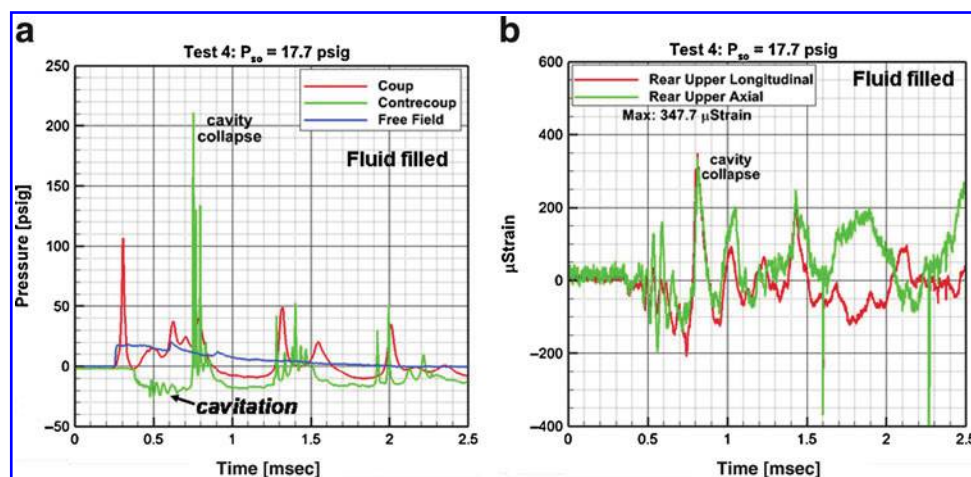 a
Test 4: Pso = 17.7 psig
250
200
150
100
50
0
−50
Pressure [psig]
Coup
Contrecoup
Free Field
cavity
collapse
Fluid filled
cavitation
0
0.5
1
1.5
2
2.5
Time [msec]
b
Test 4: Pso = 17.7 psig
600
400
200
0
−200
−400
μStrain
Rear Upper Longitudinal
Rear Upper Axial
Max: 347.7 μStrain
Fluid filled
cavity
collapse
0
0.5
1
1.5
2
2.5
Time [msec]